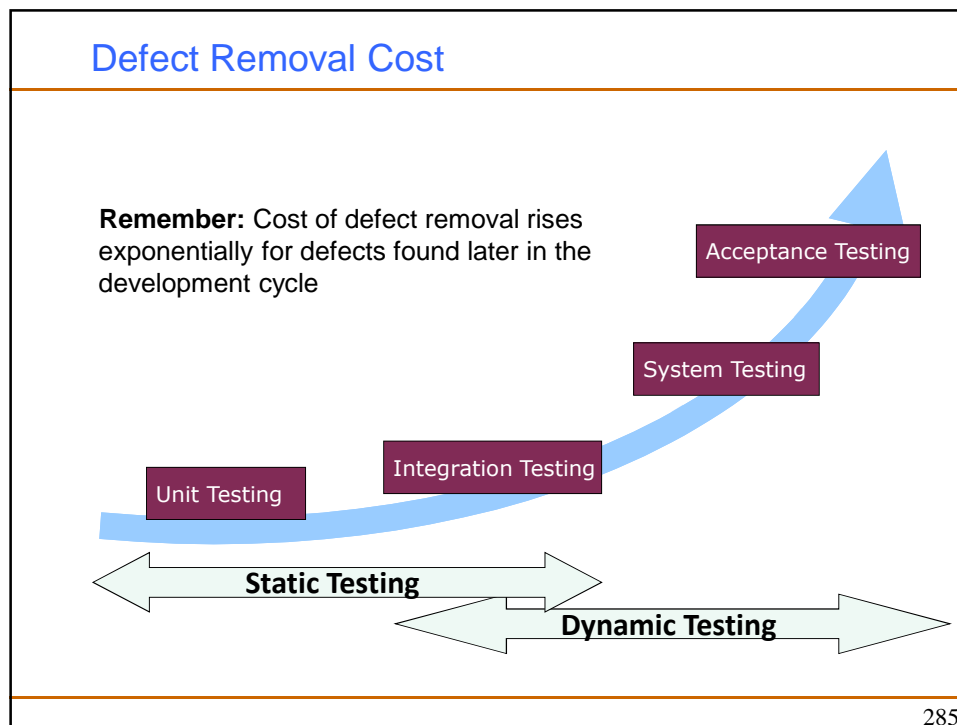 Defect Removal Cost
Remember: Cost of defect removal rises
exponentially for defects found later in the
development cycle
Acceptance Testing
System Testing
Integration Testing
Unit Testing
Static Testing
Dynamic Testing
285